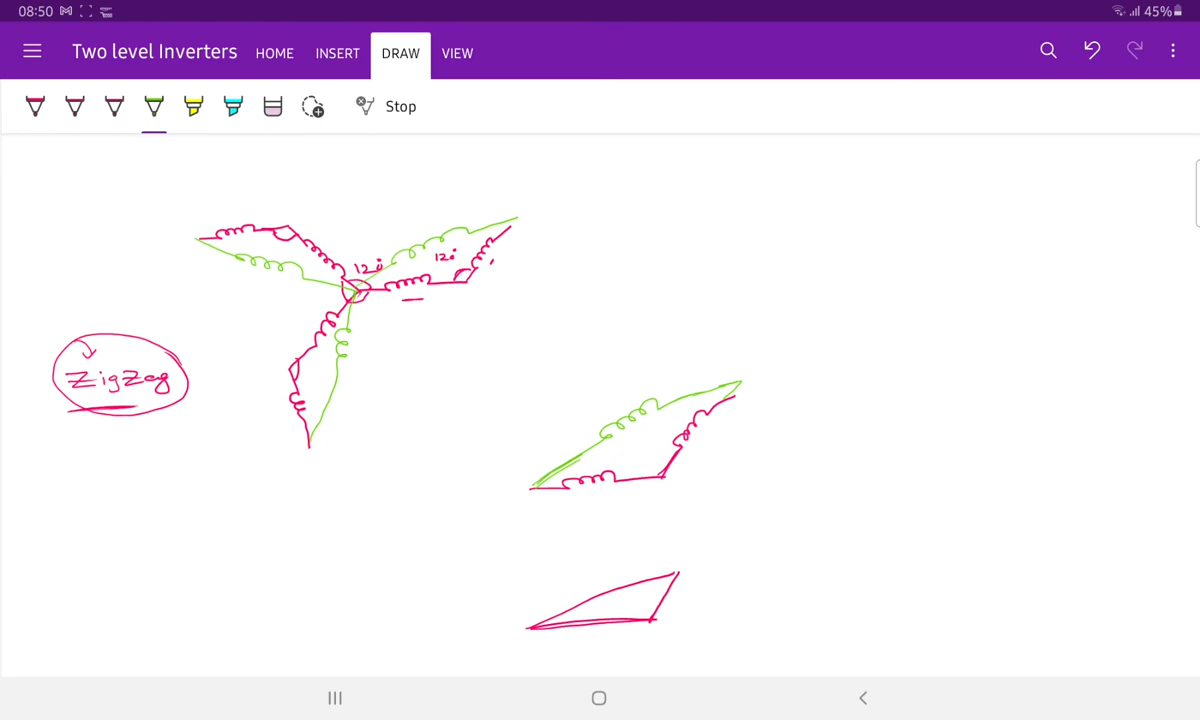 08:50 45%
Two level Inverters HOME INSERT DRAW VIEW
Stop
120
120
ZigZag